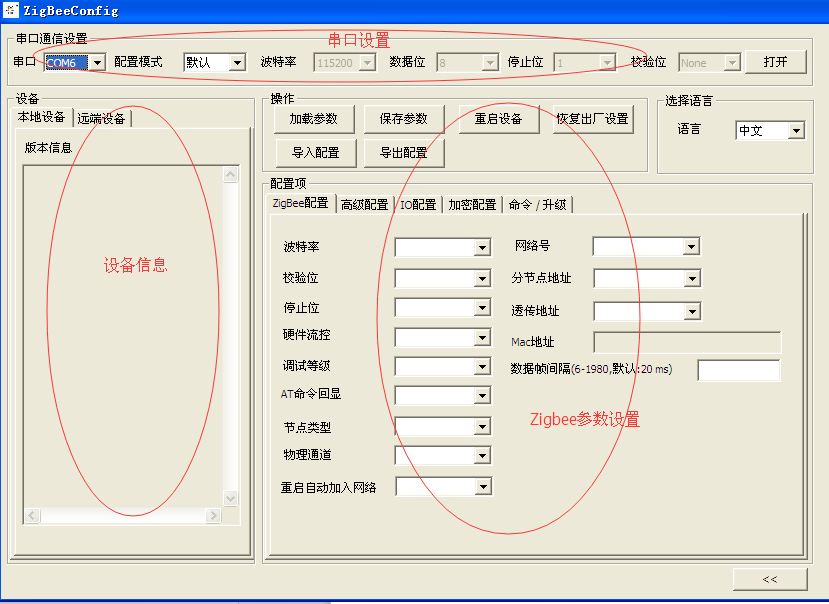 ZigBeeConfig
串口通信设置
串口设置
串口 COM6 配置模式 默认 波特率 115200 数据位 8 停止位 1 校验位 None 打开
设备
操作
选择语言
本地设备 远端设备
加载参数 保存参数 重启设备 恢复出厂设置
语言 中文
版本信息
导入配置 导出配置
配置项
ZigBee配置 高级配置 IO配置 加密配置 命令 / 升级
波特率 网络号
设备信息
校验位 分节点地址
停止位 透传地址
硬件流控 Mac地址
调试等级 数据帧间隔(6-1980,默认:20 ms)
AT命令回显
Zigbee参数设置
节点类型
物理通道
重启自动加入网络
<<